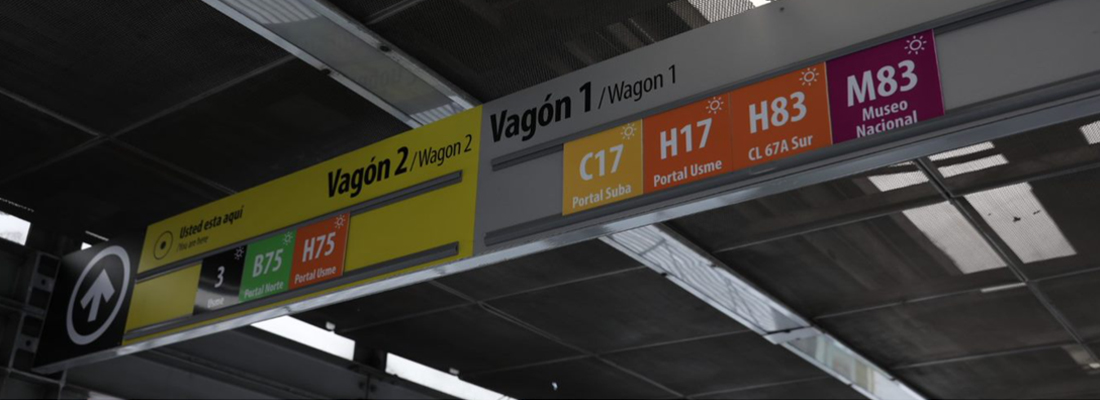 Usted esta aquí
You are here
Vagón 2 / Wagon 2
3
Usme
B75
Portal Norte
H75
Portal Usme
Vagón 1 / Wagon 1
C17
Portal Suba
H17
Portal Usme
H83
CL 67A Sur
M83
Museo
Nacional